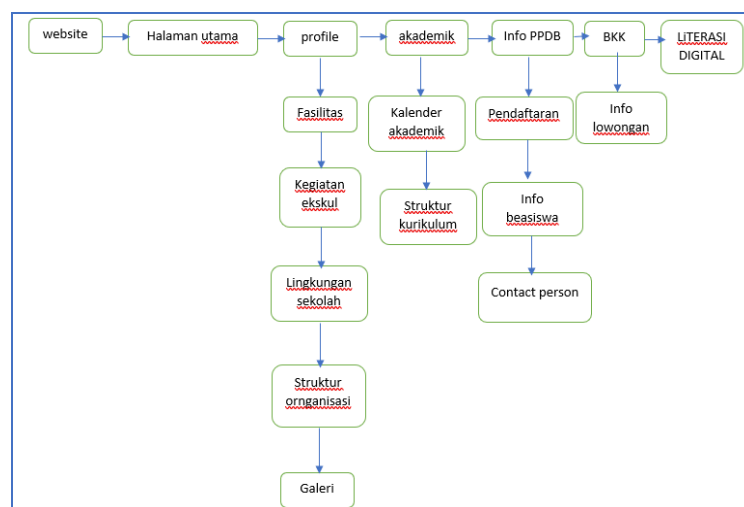 website
Halaman utama
profile
akademik
Info PPDB
BKK
LiTERASI
DIGITAL
Fasilitas
Kegiatan
ekskul
Lingkungan
sekolah
Struktur
ornganisasi
Galeri
Kalender
akademik
Struktur
kurikulum
Pendaftaran
Info
beasiswa
Contact person
Info
lowongan